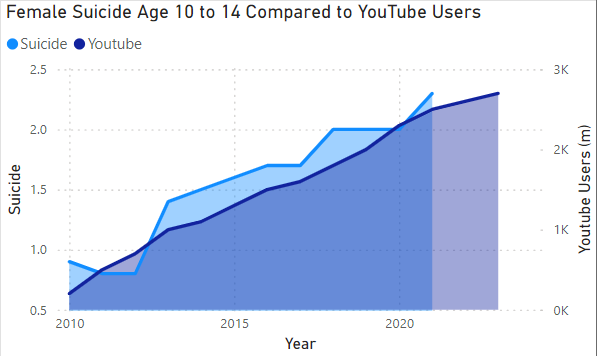 Female Suicide Age 10 to 14 Compared to YouTube Users
Suicide Youtube
2.5 3K
2.0 2K
1.5
1.0 1K
0.5 0K
Suicide
Youtube Users (m)
2010 2015 2020
Year